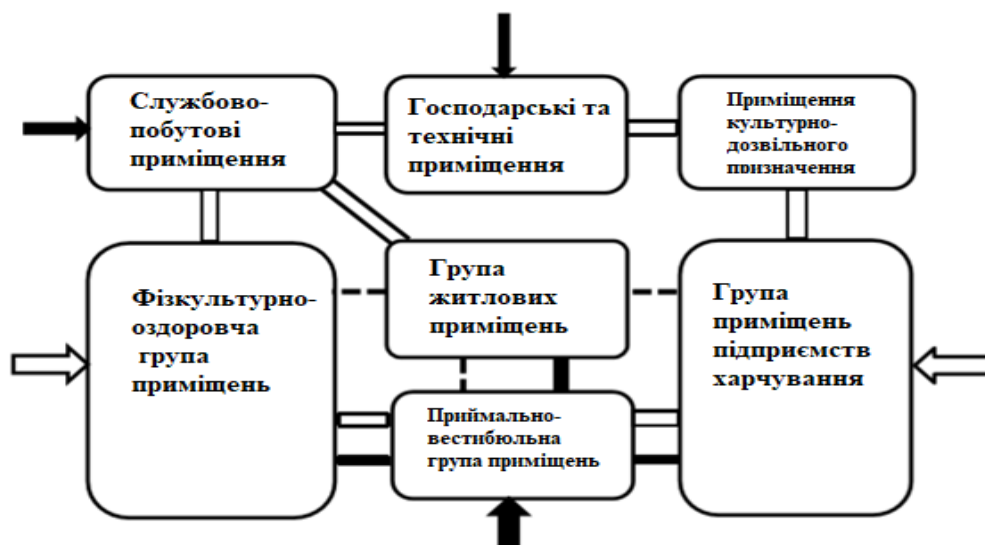 Службово-
побутові
приміщення
Господарські та
технічні
приміщення
Приміщення
культурно-
дозвільного
призначення
Фізкультурно-
оздоровча
група
приміщень
Група
житлових
приміщень
Група
приміщень
підприємств
харчування
Приймально-
вестибюльна
група приміщень